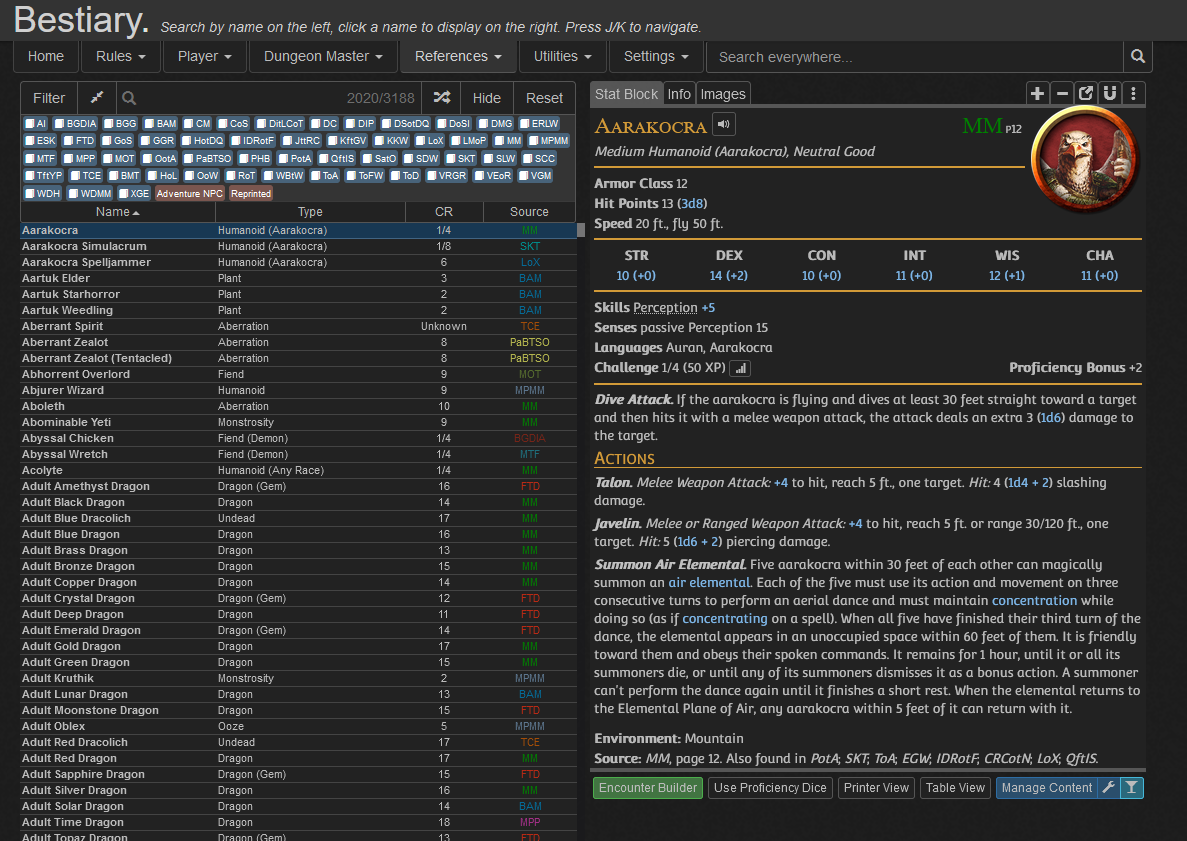 Bestiary. Search by name on the left, click a name to display on the right. Press J/K to navigate.
Home Rules Player Dungeon Master References Utilities Settings Search everywhere...
Filter 2020/3188 Hide Reset
AI BGDIA BGG BAM CM CoS DitLCoT DC DIP DSotDQ DoSI DMG ERLW
ESK FTD GoS GGR HotDQ IDRotF JttRC KftGV KKW LoX LMoP MM MPMM
MTF MPP MOT OotA PaBTSO PHB PotA QftIS SatO SDW SKT SLW SCC
TftYP TCE BMT HoL OoW RoT WBtW ToA ToFW ToD VRGR VEoR VGM
WDH WDMM XGE Adventure NPC Reprinted
Name Type CR Source
Aarakocra Humanoid (Aarakocra) 1/4 MM
Aarakocra Simulacrum Humanoid (Aarakocra) 1/8 SKT
Aarakocra Spelljammer Humanoid (Aarakocra) 6 LoX
Aartuk Elder Plant 3 BAM
Aartuk Starhorror Plant 2 BAM
Aartuk Weedling Plant 2 BAM
Aberrant Spirit Aberration Unknown TCE
Aberrant Zealot Aberration 8 PaBTSO
Aberrant Zealot (Tentacled) Aberration 8 PaBTSO
Abhorrent Overlord Fiend 9 MOT
Abjurer Wizard Humanoid 9 MPMM
Aboleth Aberration 10 MM
Abominable Yeti Monstrosity 9 MM
Abyssal Chicken Fiend (Demon) 1/4 BGDIA
Abyssal Wretch Fiend (Demon) 1/4 MTF
Acolyte Humanoid (Any Race) 1/4 MM
Adult Amethyst Dragon Dragon (Gem) 16 FTD
Adult Black Dragon Dragon 14 MM
Adult Blue Dracolich Undead 17 MM
Adult Blue Dragon Dragon 16 MM
Adult Brass Dragon Dragon 13 MM
Adult Bronze Dragon Dragon 15 MM
Adult Copper Dragon Dragon 14 MM
Adult Crystal Dragon Dragon (Gem) 12 FTD
Adult Deep Dragon Dragon 11 FTD
Adult Emerald Dragon Dragon (Gem) 14 FTD
Adult Gold Dragon Dragon 17 MM
Adult Green Dragon Dragon 15 MM
Adult Kruthik Monstrosity 2 MPMM
Adult Lunar Dragon Dragon 13 BAM
Adult Moonstone Dragon Dragon 15 FTD
Adult Oblex Ooze 5 MPMM
Adult Red Dracolich Undead 17 TCE
Adult Red Dragon Dragon 17 MM
Adult Sapphire Dragon Dragon (Gem) 15 FTD
Adult Silver Dragon Dragon 16 MM
Adult Solar Dragon Dragon 14 BAM
Adult Time Dragon Dragon 18 MPP
Adult Topaz Dragon Dragon (Gem) 13 FTD
Stat Block Info Images
Aarakocra MM P12
Medium Humanoid (Aarakocra), Neutral Good
Armor Class 12
Hit Points 13 (3d8)
Speed 20 ft., fly 50 ft.
STR DEX CON INT WIS CHA
10 (+0) 14 (+2) 10 (+0) 11 (+0) 12 (+1) 11 (+0)
Skills Perception +5
Senses passive Perception 15
Languages Auran, Aarakocra
Challenge 1/4 (50 XP) Proficiency Bonus +2
Dive Attack. If the aarakocra is flying and dives at least 30 feet straight toward a target
and then hits it with a melee weapon attack, the attack deals an extra 3 (1d6) damage to
the target.
Actions
Talon. Melee Weapon Attack: +4 to hit, reach 5 ft., one target. Hit: 4 (1d4 + 2) slashing
damage.
Javelin. Melee or Ranged Weapon Attack: +4 to hit, reach 5 ft. or range 30/120 ft., one
target. Hit: 5 (1d6 + 2) piercing damage.
Summon Air Elemental. Five aarakocra within 30 feet of each other can magically
summon an air elemental. Each of the five must use its action and movement on three
consecutive turns to perform an aerial dance and must maintain concentration while
doing so (as if concentrating on a spell). When all five have finished their third turn of the
dance, the elemental appears in an unoccupied space within 60 feet of them. It is friendly
toward them and obeys their spoken commands. It remains for 1 hour, until it or all its
summoners die, or until any of its summoners dismisses it as a bonus action. A summoner
can't perform the dance again until it finishes a short rest. When the elemental returns to
the Elemental Plane of Air, any aarakocra within 5 feet of it can return with it.
Environment: Mountain
Source: MM, page 12. Also found in PotA; SKT; ToA; EGW; IDRotF; CRCotN; LoX; QftIS.
Encounter Builder Use Proficiency Dice Printer View Table View Manage Content